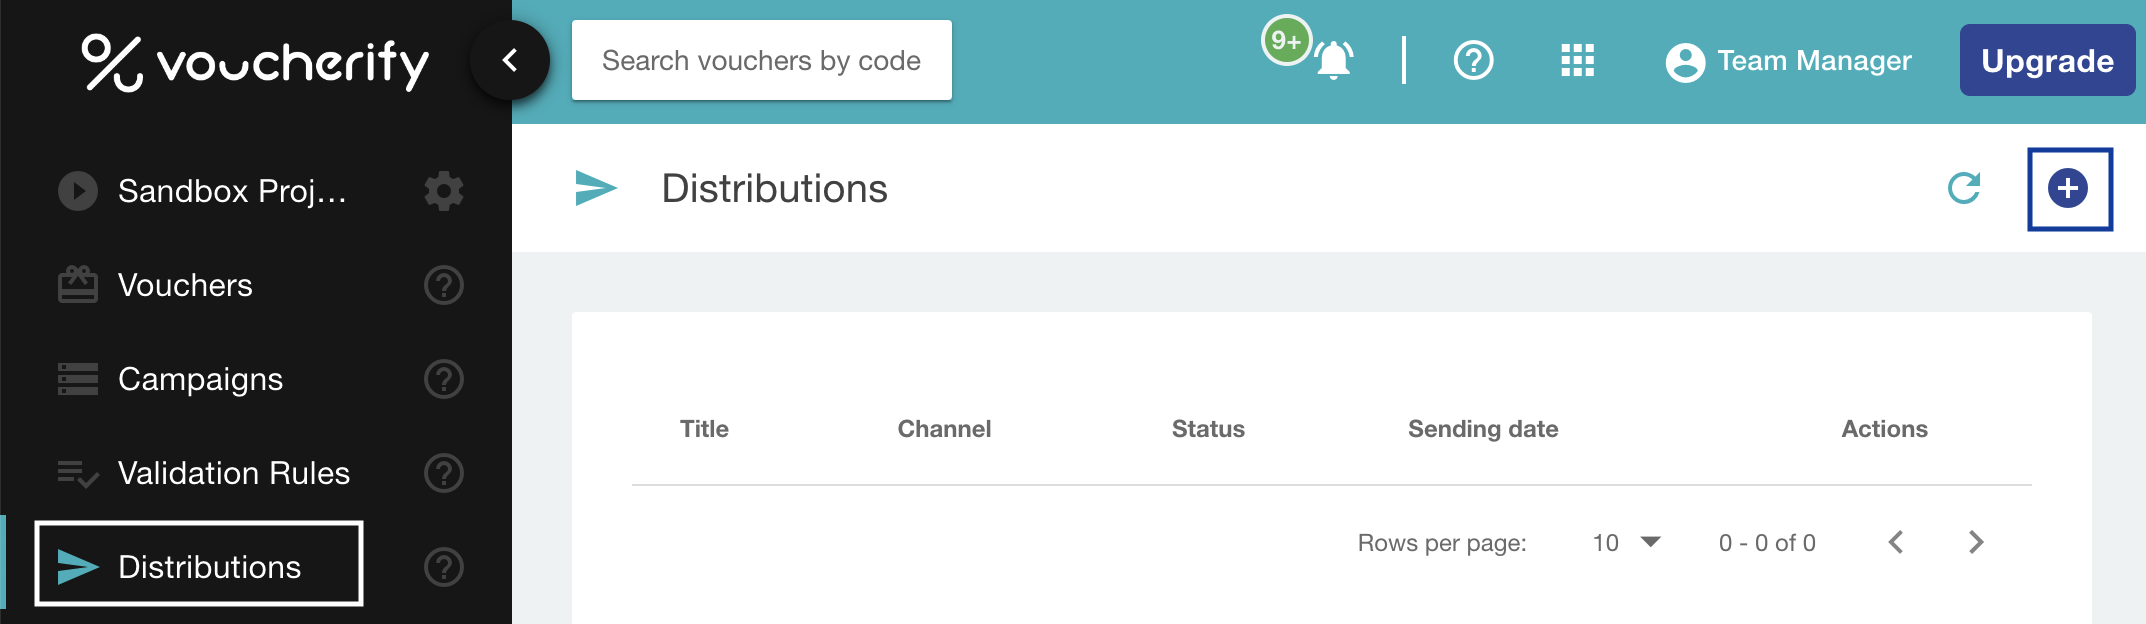 voucherify
Search vouchers by code
9+
Team Manager
Upgrade
Sandbox Proj...
Vouchers
Campaigns
Validation Rules
Distributions
Distributions
Title Channel Status Sending date Actions
Rows per page: 10 0 - 0 of 0